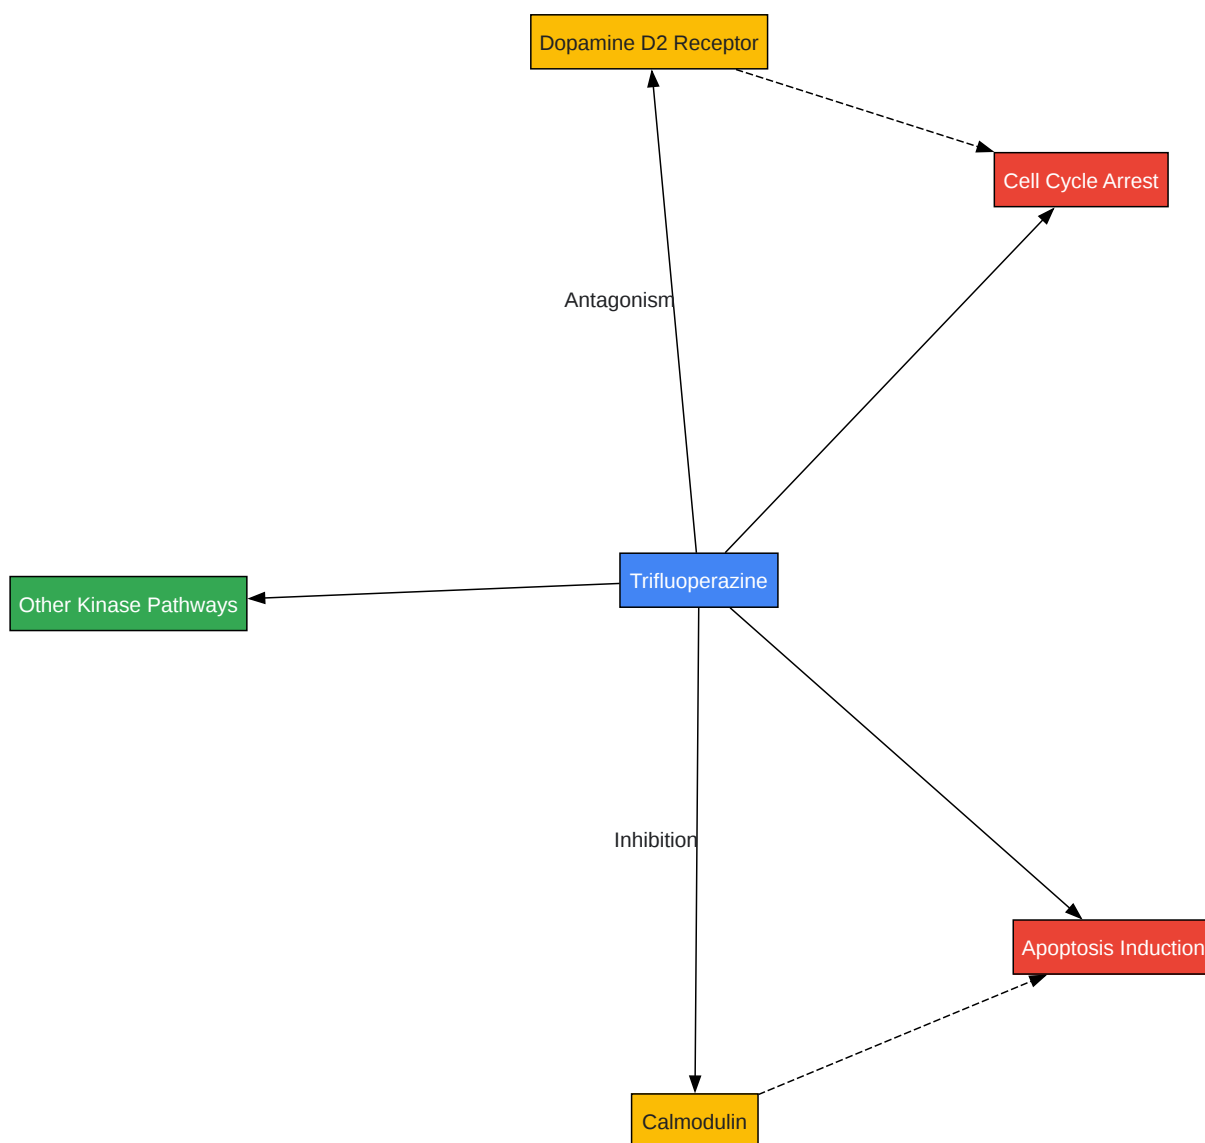 Dopamine D2 Receptor
Cell Cycle Arrest
Antagonism
Trifluoperazine
Other Kinase Pathways
Inhibition
Apoptosis Induction
Calmodulin